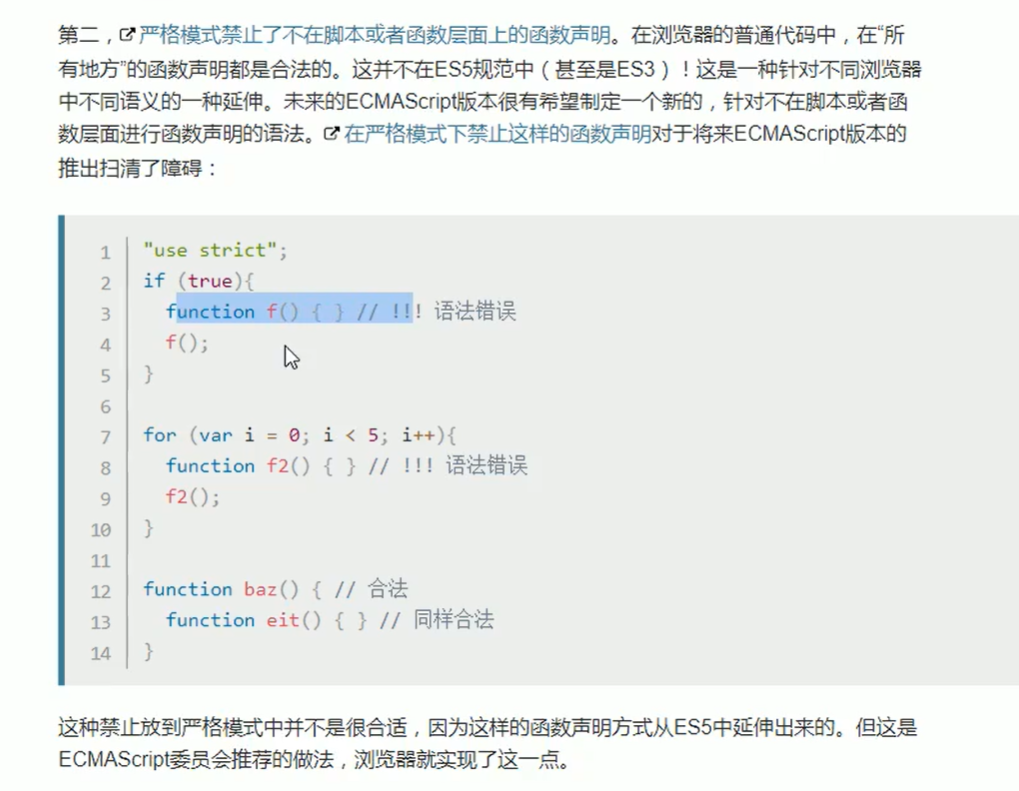 第二，严格模式禁止了不在脚本或者函数层面上的函数声明。在浏览器的普通代码中，在“所
有地方”的函数声明都是合法的。这并不在ES5规范中（甚至是ES3）！这是一种针对不同浏览器
中不同语义的一种延伸。未来的ECMAScript版本很有希望制定一个新的，针对不在脚本或者函
数层面进行函数声明的语法。在严格模式下禁止这样的函数声明对于将来ECMAScript版本的
推出扫清了障碍：
1 "use strict";
2 if (true){
3 function f() { } // !!! 语法错误
4 f();
5 }
6
7 for (var i = 0; i < 5; i++){
8 function f2() { } // !!! 语法错误
9 f2();
10 }
11
12 function baz() { // 合法
13 function eit() { } // 同样合法
14 }
这种禁止放到严格模式中并不是很合适，因为这样的函数声明方式从ES5中延伸出来的。但这是
ECMAScript委员会推荐的做法，浏览器就实现了这一点。